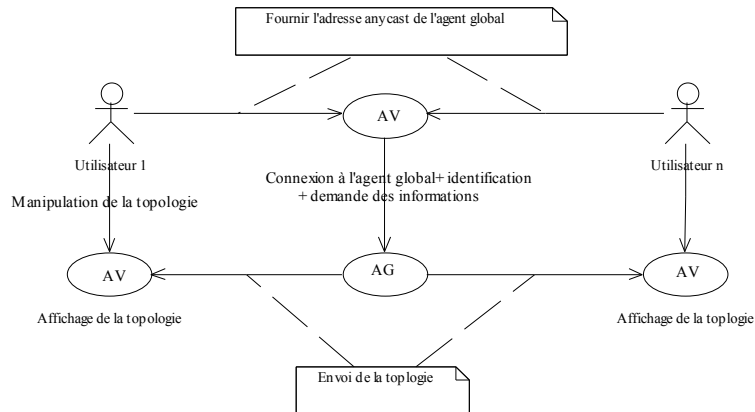 Fournir l'adresse anycast de l'agent global
AV
Utilisateur 1
Utilisateur n
Connexion à l'agent global+ identification
+ demande des informations
Manipulation de la topologie
AV
AG
AV
Affichage de la topologie
Affichage de la toplogie
Envoi de la toplogie